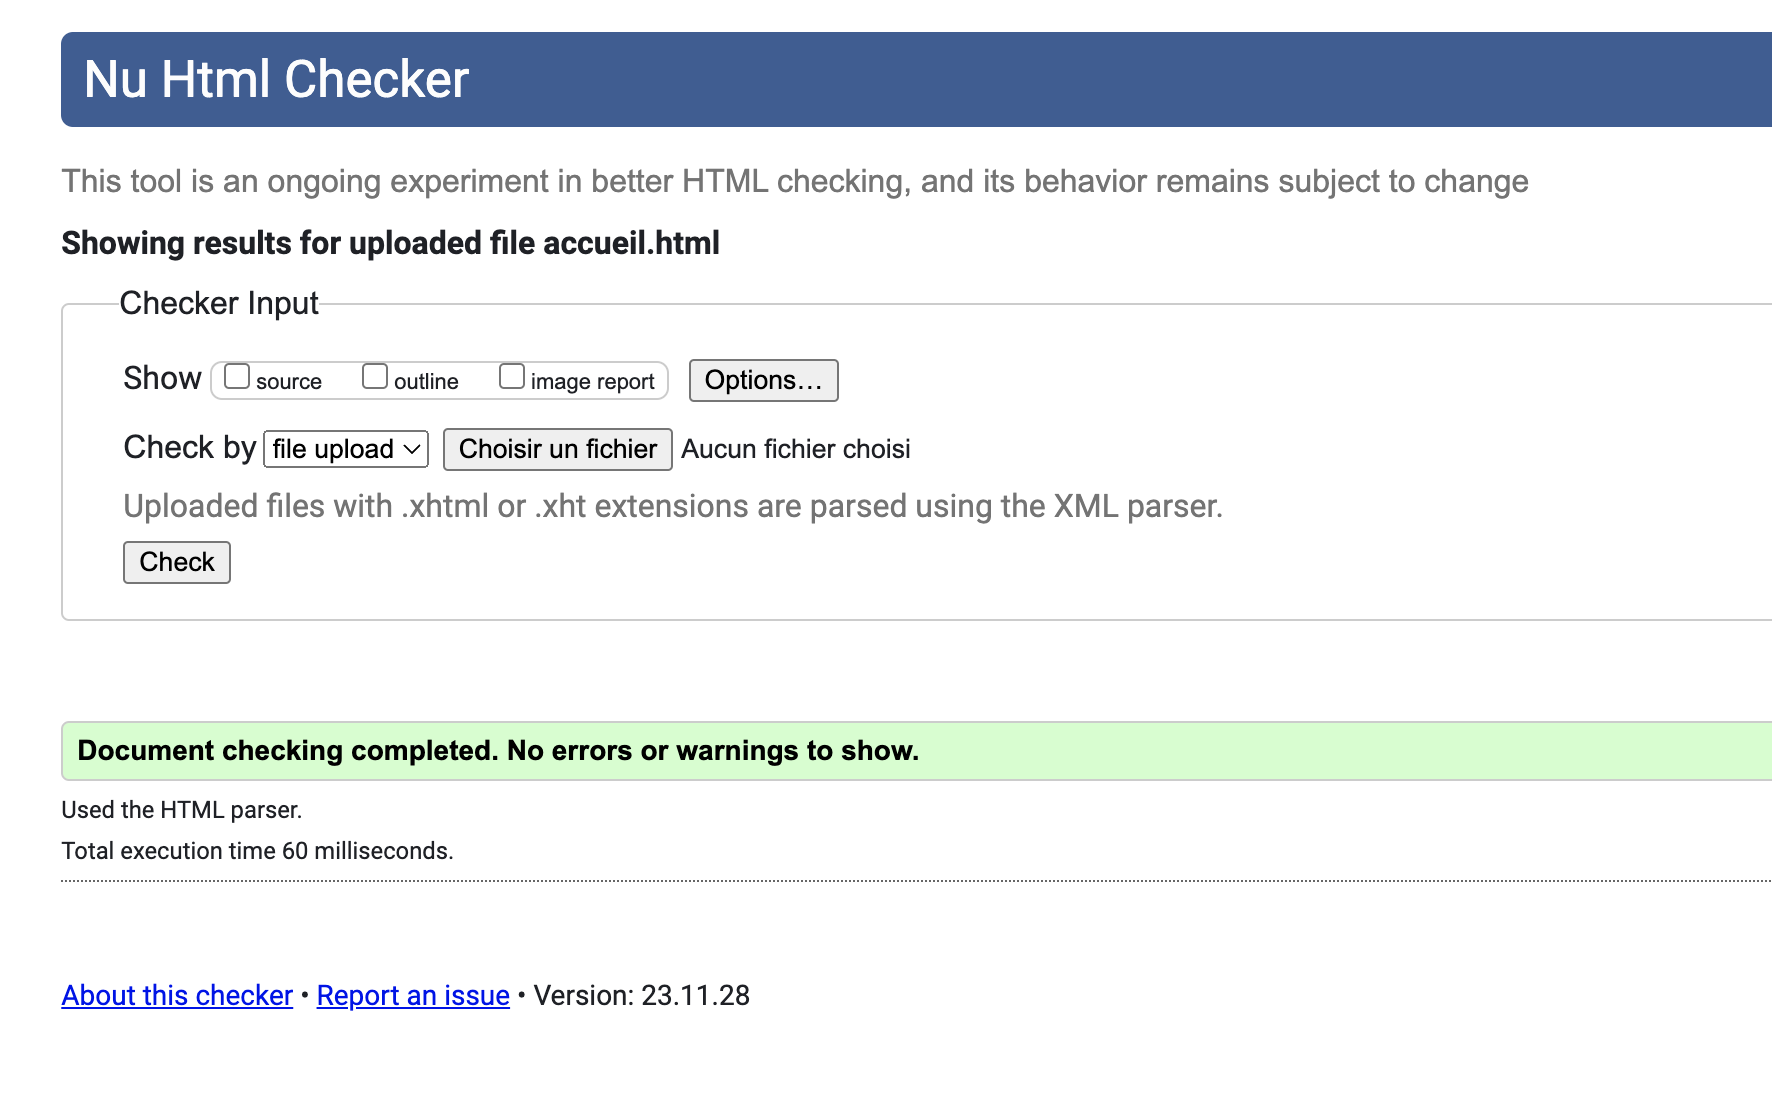 Nu Html Checker
This tool is an ongoing experiment in better HTML checking, and its behavior remains subject to change
Showing results for uploaded file accueil.html
Checker Input
Show source outline image report Options…
Check by file upload Choisir un fichier Aucun fichier choisi
Uploaded files with .xhtml or .xht extensions are parsed using the XML parser.
Check
Document checking completed. No errors or warnings to show.
Used the HTML parser.
Total execution time 60 milliseconds.
About this checker • Report an issue • Version: 23.11.28